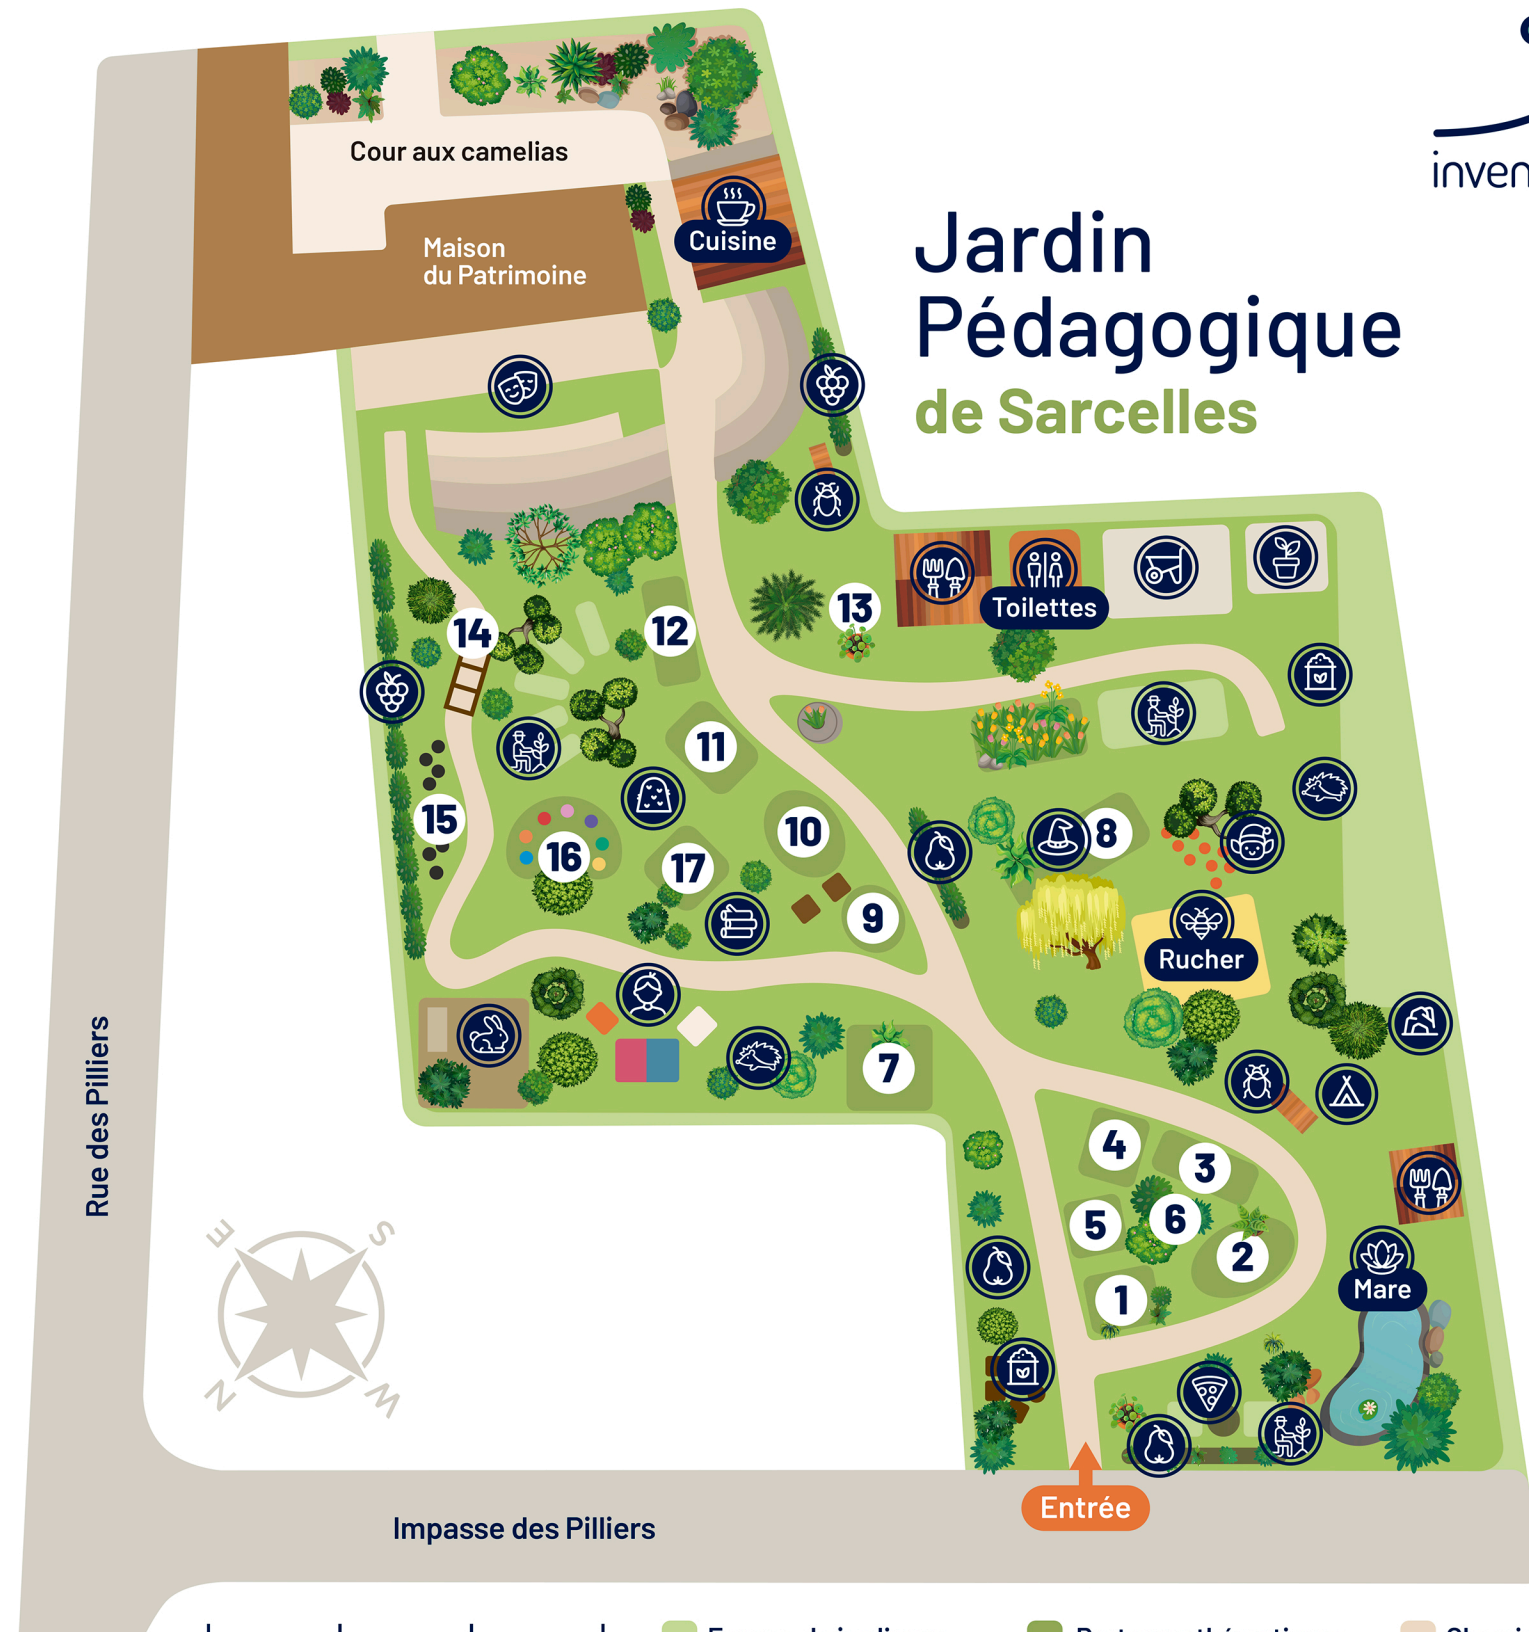 Cour aux camelias
Maison
du Patrimoine
Cuisine
Jardin
Pédagogique
de Sarcelles
Toilettes
13
12
14
11
15
16
17
10
9
8
Rucher
7
4
3
5
6
2
1
Mare
Rue des Pilliers
E
S
N
W
Entrée
Impasse des Pilliers